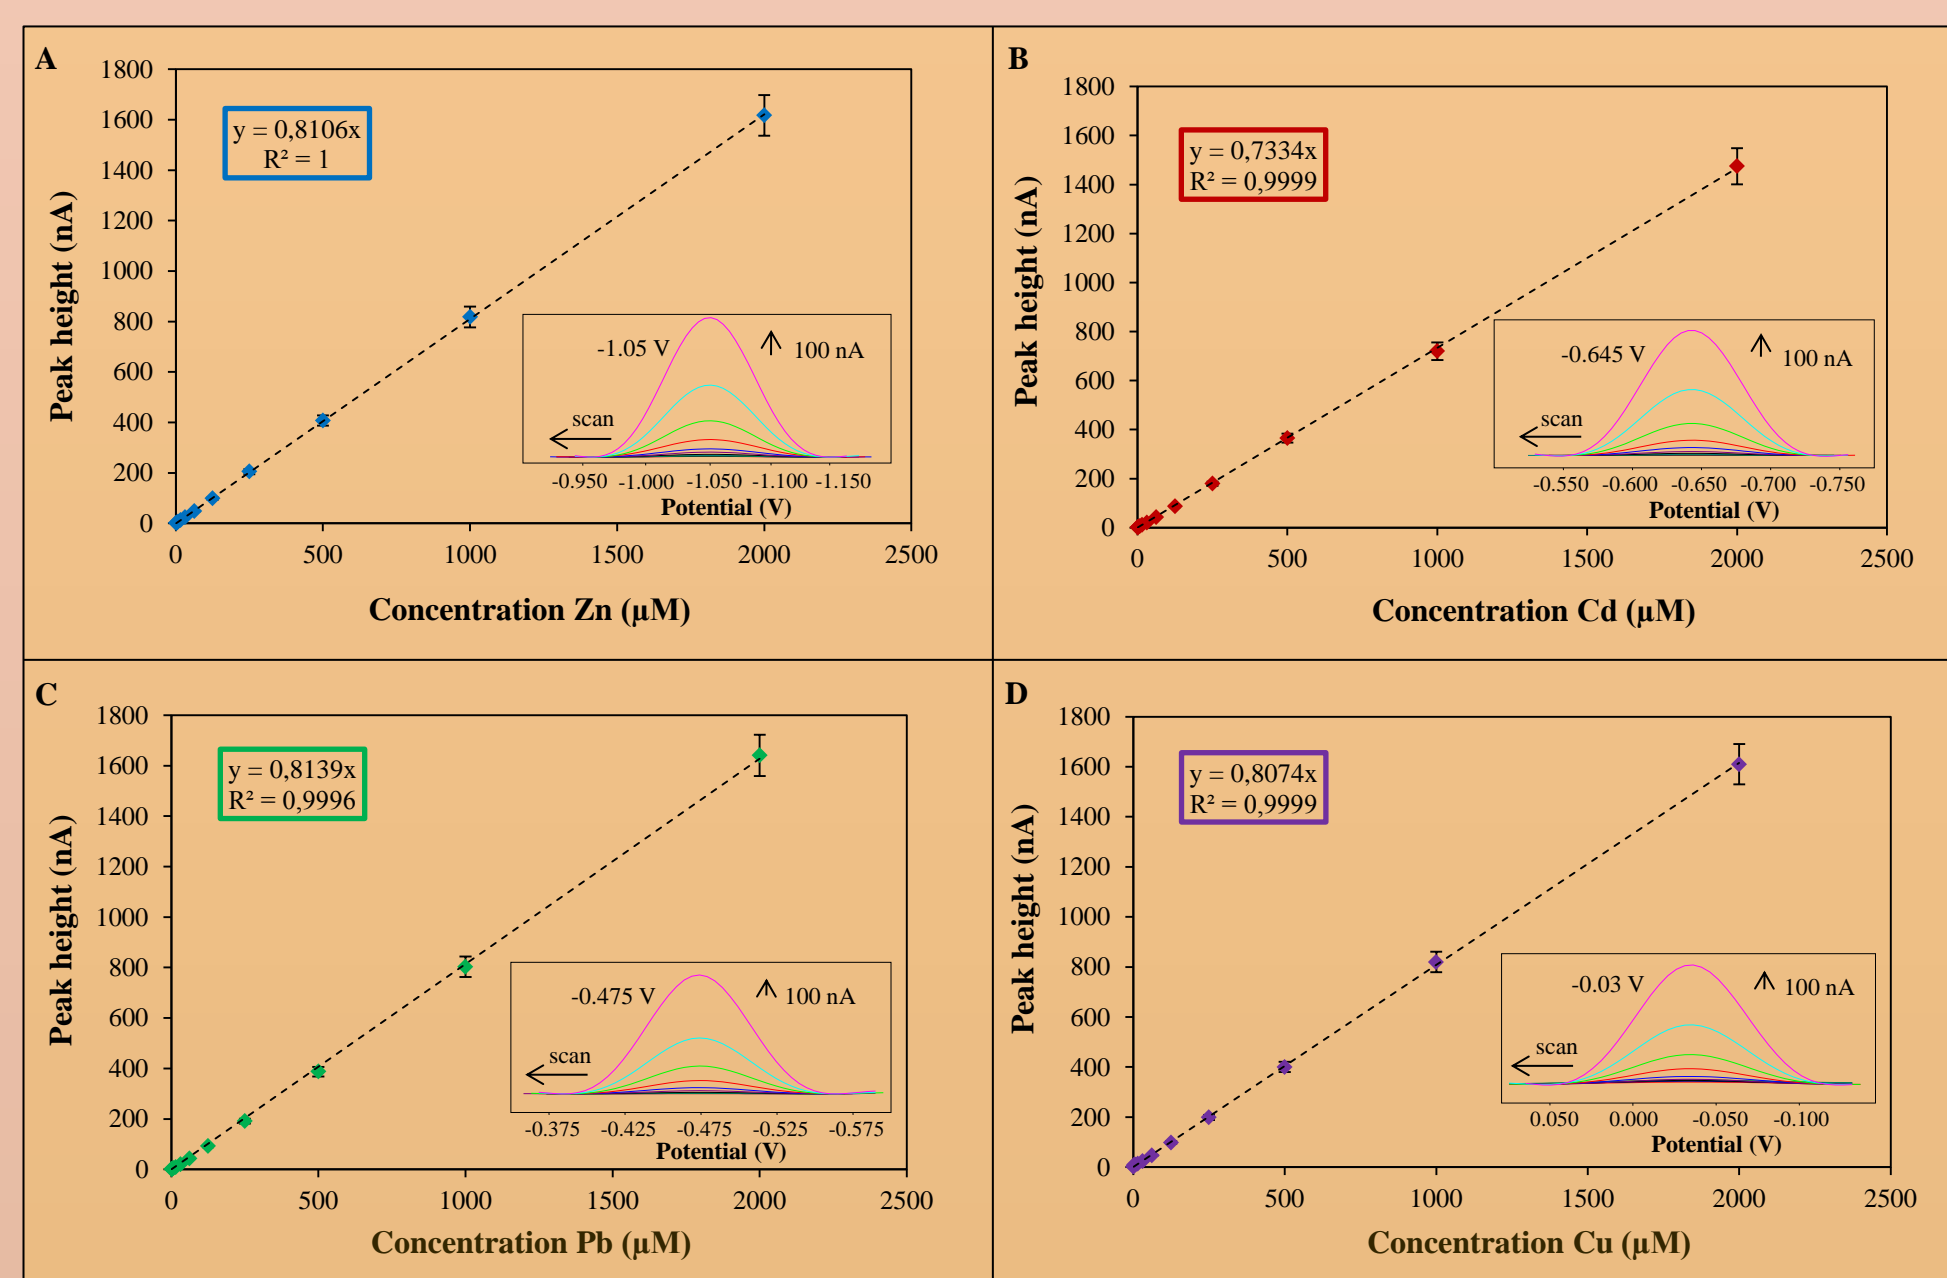 A
1800
1600
1400
1200
1000
800
600
400
200
0
Peak height (nA)
y = 0,8106x
R² = 1
-1.05 V
100 nA
scan
-0.950 -1.000 -1.050 -1.100 -1.150
Potential (V)
0 500 1000 1500 2000 2500
Concentration Zn (µM)
B
1800
1600
1400
1200
1000
800
600
400
200
0
Peak height (nA)
y = 0,7334x
R² = 0,9999
-0.645 V
100 nA
scan
-0.550 -0.600 -0.650 -0.700 -0.750
Potential (V)
0 500 1000 1500 2000 2500
Concentration Cd (µM)
C
1800
1600
1400
1200
1000
800
600
400
200
0
Peak height (nA)
y = 0,8139x
R² = 0,9996
-0.475 V
100 nA
scan
-0.375 -0.425 -0.475 -0.525 -0.575
Potential (V)
0 500 1000 1500 2000 2500
Concentration Pb (µM)
D
1800
1600
1400
1200
1000
800
600
400
200
0
Peak height (nA)
y = 0,8074x
R² = 0,9999
-0.03 V
100 nA
scan
0.050 0.000 -0.050 -0.100
Potential (V)
0 500 1000 1500 2000 2500
Concentration Cu (µM)